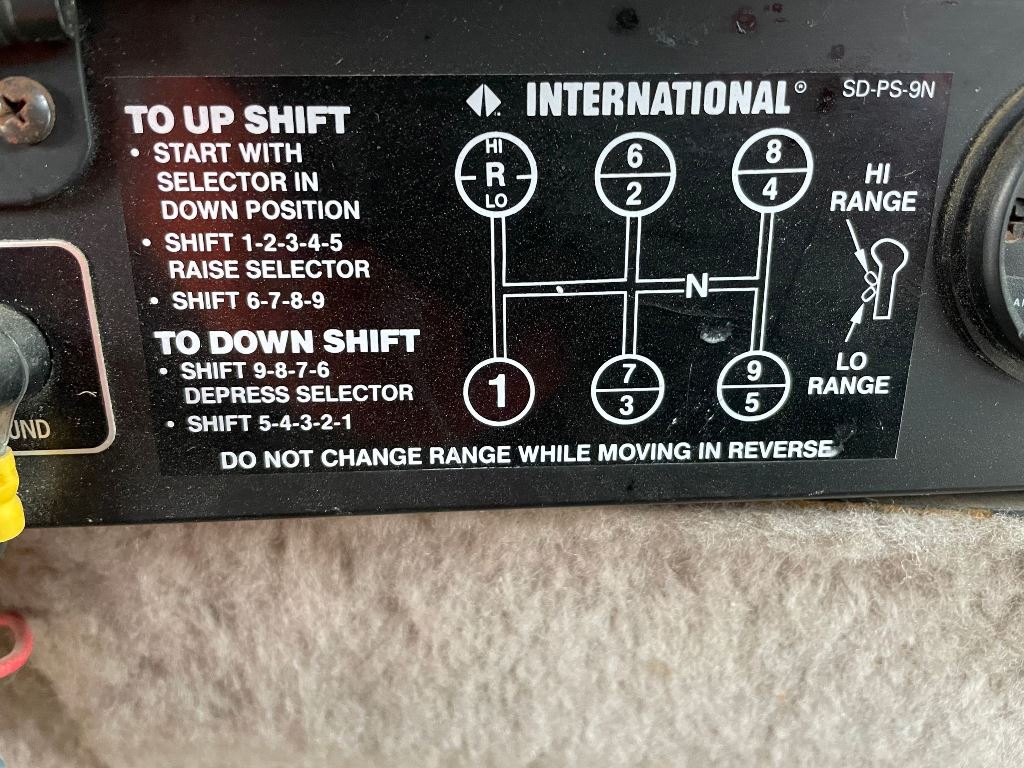 INTERNATIONAL® SD-PS-9N
TO UP SHIFT
• START WITH
SELECTOR IN
DOWN POSITION
• SHIFT 1-2-3-4-5
RAISE SELECTOR
• SHIFT 6-7-8-9
TO DOWN SHIFT
• SHIFT 9-8-7-6
DEPRESS SELECTOR
• SHIFT 5-4-3-2-1
HI
R
LO
6
2
8
4
N
1
7
3
9
5
HI
RANGE
LO
RANGE
DO NOT CHANGE RANGE WHILE MOVING IN REVERSE
UND